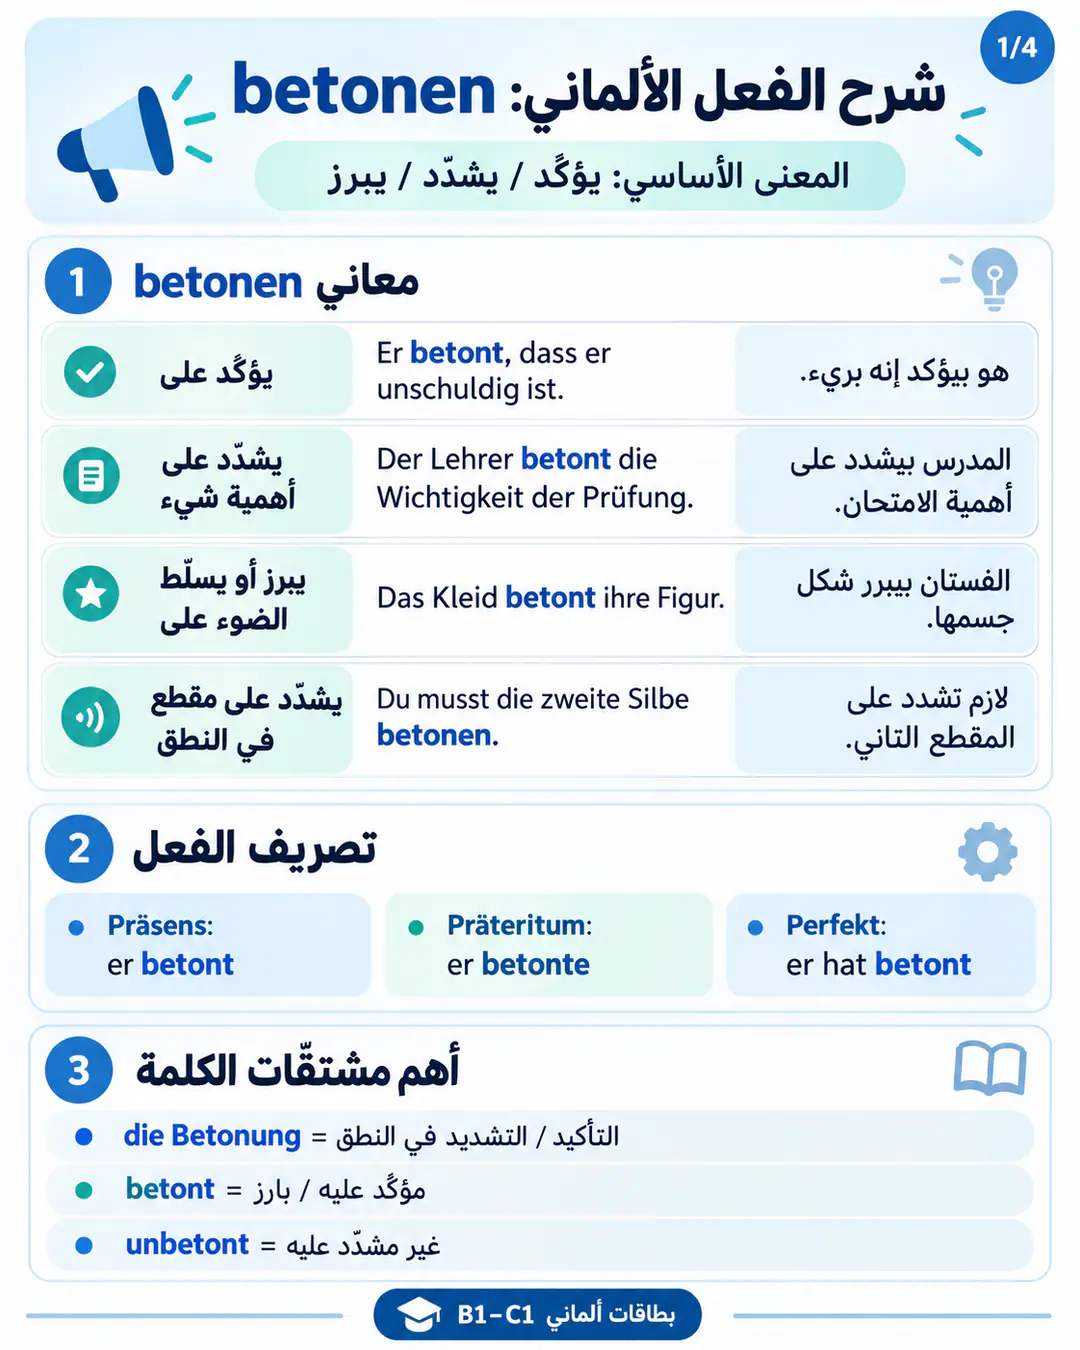 1/4
شرح الفعل الألماني: betonen
المعنى الأساسي: يؤكّد / يشدّد / يبرز
1 معاني betonen
يؤكّد على
Er betont, dass er
unschuldig ist.
هو بيؤكد إنه بريء.
يشدّد على
أهمية شيء
Der Lehrer betont die
Wichtigkeit der Prüfung.
المدرس بيشدد على
أهمية الامتحان.
يبرز أو يسلّط
الضوء على
Das Kleid betont ihre Figur.
الفستان بيبرر شكل
جسمها.
يشدّد على مقطع
في النطق
Du musst die zweite Silbe
betonen.
لازم تشدد على
المقطع التاني.
2 تصريف الفعل
Präsens:
er betont
Präteritum:
er betonte
Perfekt:
er hat betont
3 أهم مشتقّات الكلمة
die Betonung = التأكيد / التشديد في النطق
betont = مؤكّد عليه / بارز
unbetont = غير مشدّد عليه
بطاقات ألماني B1–C1